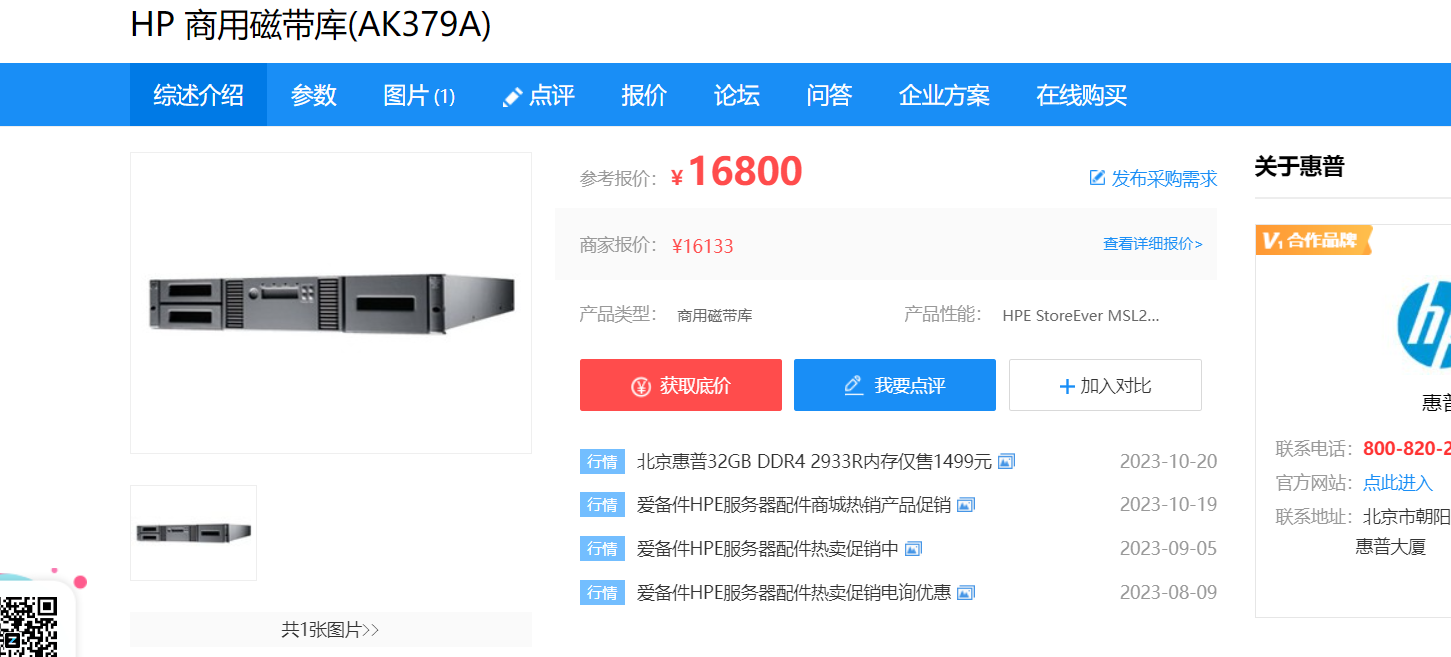 HP 商用磁带库(AK379A)
综述介绍 参数 图片 (1) 点评 报价 论坛 问答 企业方案 在线购买
参考报价: ¥ 16800 发布采购需求
商家报价: ¥16133 查看详细报价>
产品类型: 商用磁带库 产品性能: HPE StoreEver MSL2...
获取底价 我要点评 加入对比
行情 北京惠普32GB DDR4 2933R内存仅售1499元 2023-10-20
行情 爱备件HPE服务器配件商城热销产品促销 2023-10-19
行情 爱备件HPE服务器配件热卖促销中 2023-09-05
行情 爱备件HPE服务器配件热卖促销电询优惠 2023-08-09
共1张图片>>
关于惠普
V1 合作品牌
hp
惠普
联系电话: 800-820-2
官方网站: 点此进入
联系地址: 北京市朝阳
惠普大厦